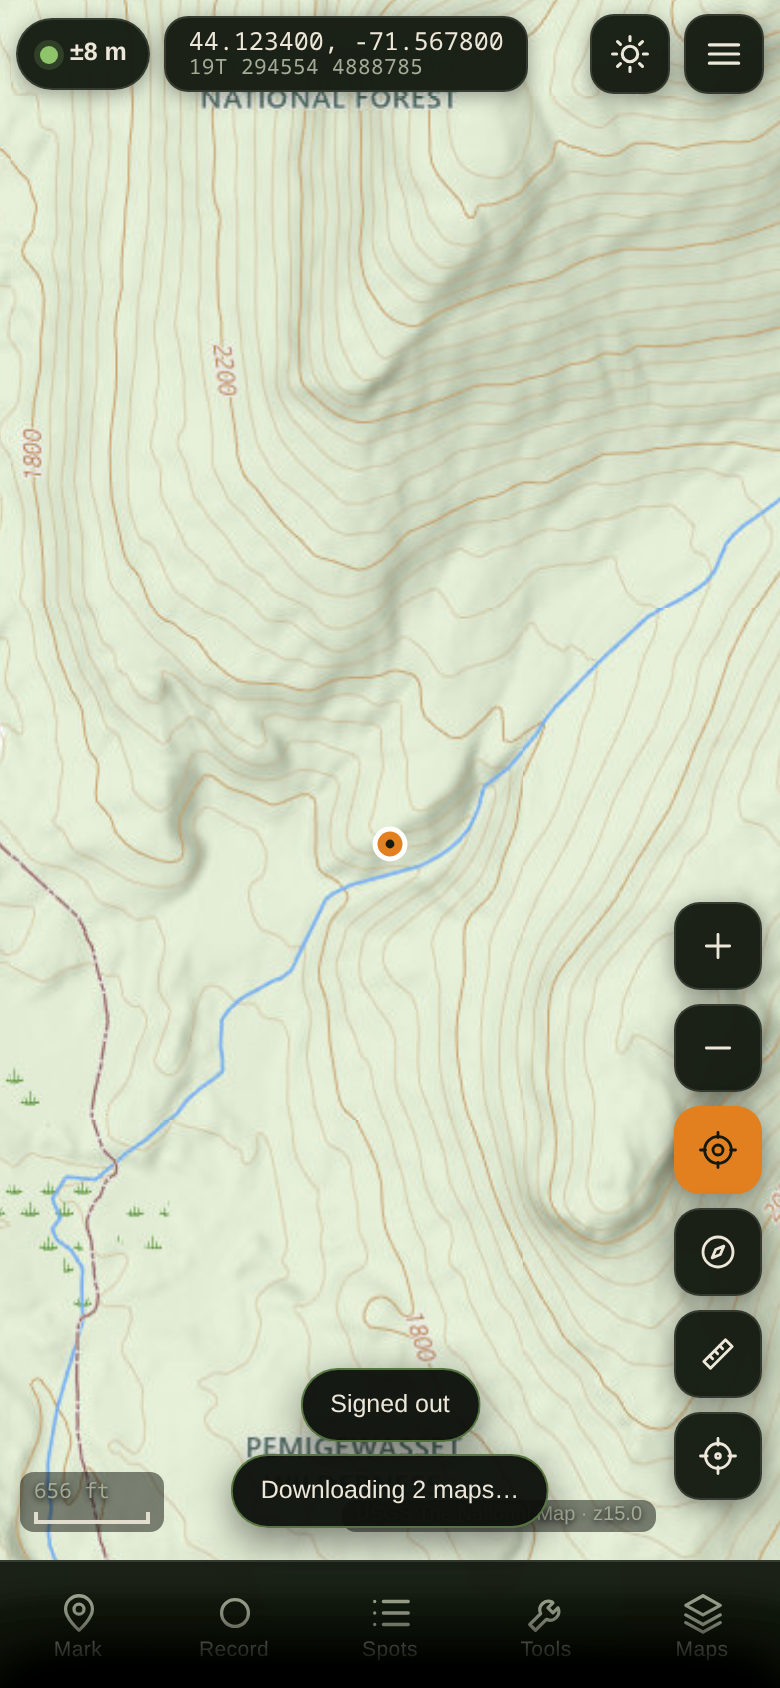 ±8 m
44.123400, -71.567800
19T 294554 4888785
NATIONAL FOREST
2200
1800
1800
Signed out
PEMIGEWASSET
Downloading 2 maps…
656 ft
Map · z15.0
Mark
Record
Spots
Tools
Maps